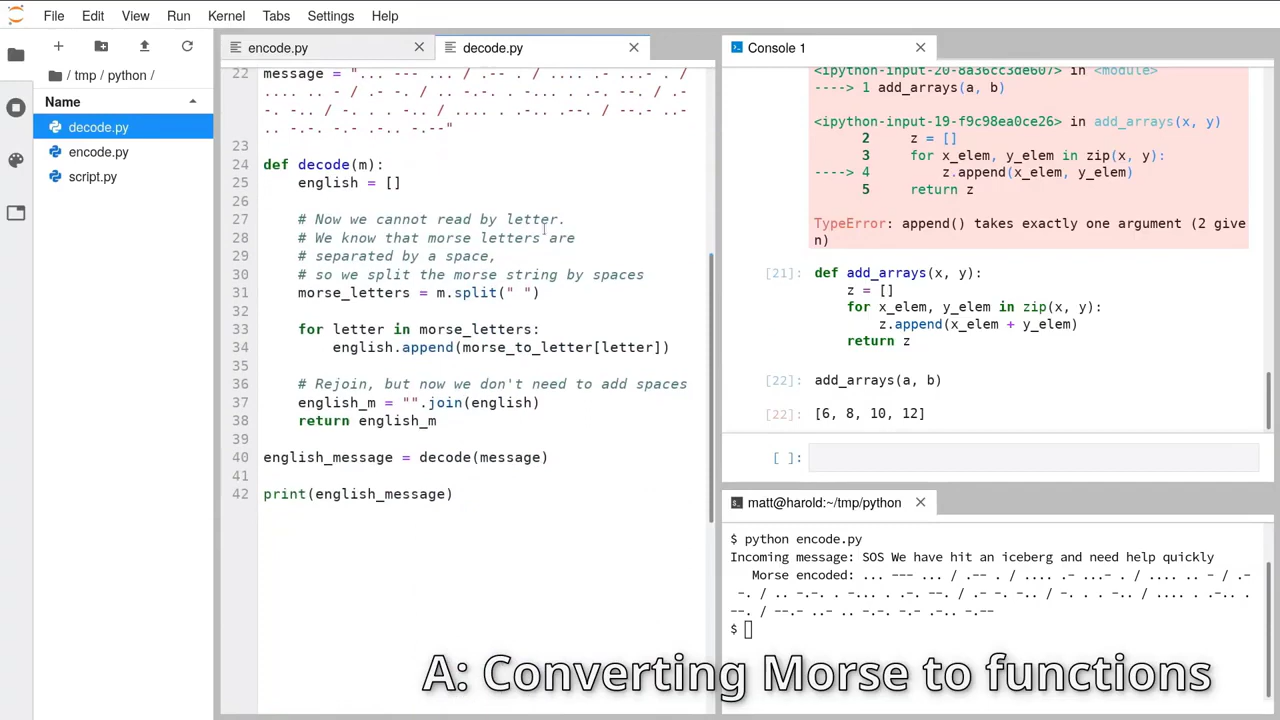 File Edit View Run Kernel Tabs Settings Help
/ tmp / python /
Name
decode.py
encode.py
script.py
encode.py
decode.py
22 message = "... --- ... / .-- . / .... .- ...- . /
.... .. - / .- -. / .. -.-. . -... . .-. --. / .-
-. -.. / -. . . -.. / .... . .-.. .--. / --.- ..-
.. -.-. -.- .-.. -.--"
23
24 def decode(m):
25 english = []
26
27 # Now we cannot read by letter.
28 # We know that morse letters are
29 # separated by a space,
30 # so we split the morse string by spaces
31 morse_letters = m.split(" ")
32
33 for letter in morse_letters:
34 english.append(morse_to_letter[letter])
35
36 # Rejoin, but now we don't need to add spaces
37 english_m = "".join(english)
38 return english_m
39
40 english_message = decode(message)
41
42 print(english_message)
Console 1
<ipython-input-20-8a36cc3de607> in <module>
----> 1 add_arrays(a, b)
<ipython-input-19-f9c98ea0ce26> in add_arrays(x, y)
2 z = []
3 for x_elem, y_elem in zip(x, y):
----> 4 z.append(x_elem, y_elem)
5 return z
TypeError: append() takes exactly one argument (2 give
n)
[21]: def add_arrays(x, y):
z = []
for x_elem, y_elem in zip(x, y):
z.append(x_elem + y_elem)
return z
[22]: add_arrays(a, b)
[22]: [6, 8, 10, 12]
[ ]:
matt@harold:~/tmp/python
$ python encode.py
Incoming message: SOS We have hit an iceberg and need help quickly
Morse encoded: ... --- ... / .-- . / .... .- ...- . / .... .. - / .-
-. / .. -.-. . -... . .-. --. / .- -. -.. / -. . . -.. / .... . .-.. .
--. / --.- ..- .. -.-. -.- .-.. -.--
$
A: Converting Morse to functions